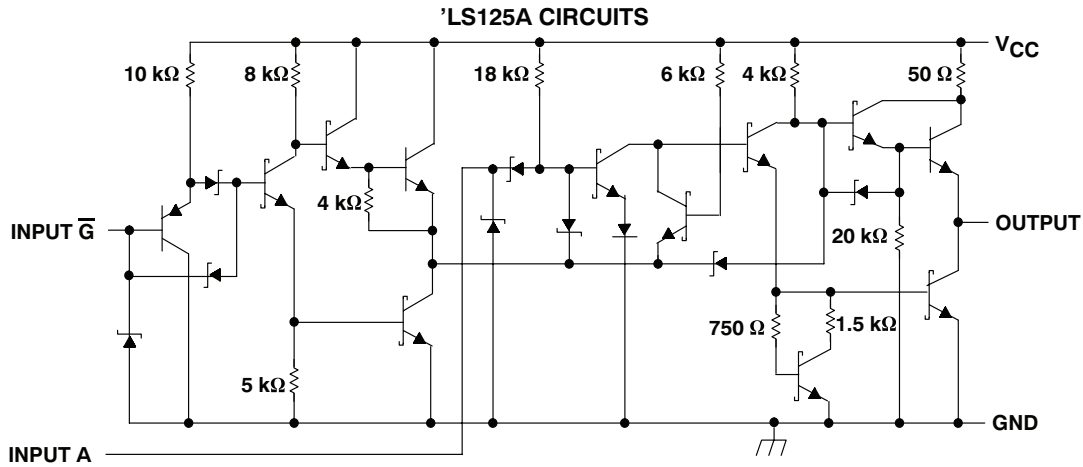 'LS125A CIRCUITS
VCC
10 kΩ
8 kΩ
18 kΩ
6 kΩ
4 kΩ
50 Ω
4 kΩ
INPUT G̅
20 kΩ
OUTPUT
750 Ω
1.5 kΩ
5 kΩ
GND
INPUT A